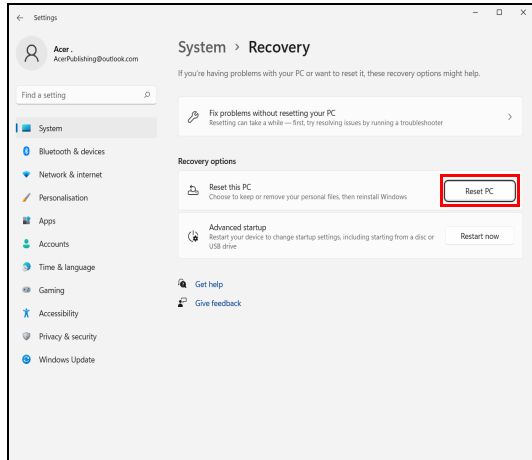 Settings
Acer .
AcerPublishing@outlook.com
Find a setting
System
Bluetooth & devices
Network & internet
Personalisation
Apps
Accounts
Time & language
Gaming
Accessibility
Privacy & security
Windows Update
System > Recovery
If you're having problems with your PC or want to reset it, these recovery options might help.
Fix problems without resetting your PC
Resetting can take a while — first, try resolving issues by running a troubleshooter
Recovery options
Reset this PC
Choose to keep or remove your personal files, then reinstall Windows
Reset PC
Advanced startup
Restart your device to change startup settings, including starting from a disc or
USB drive
Restart now
Get help
Give feedback